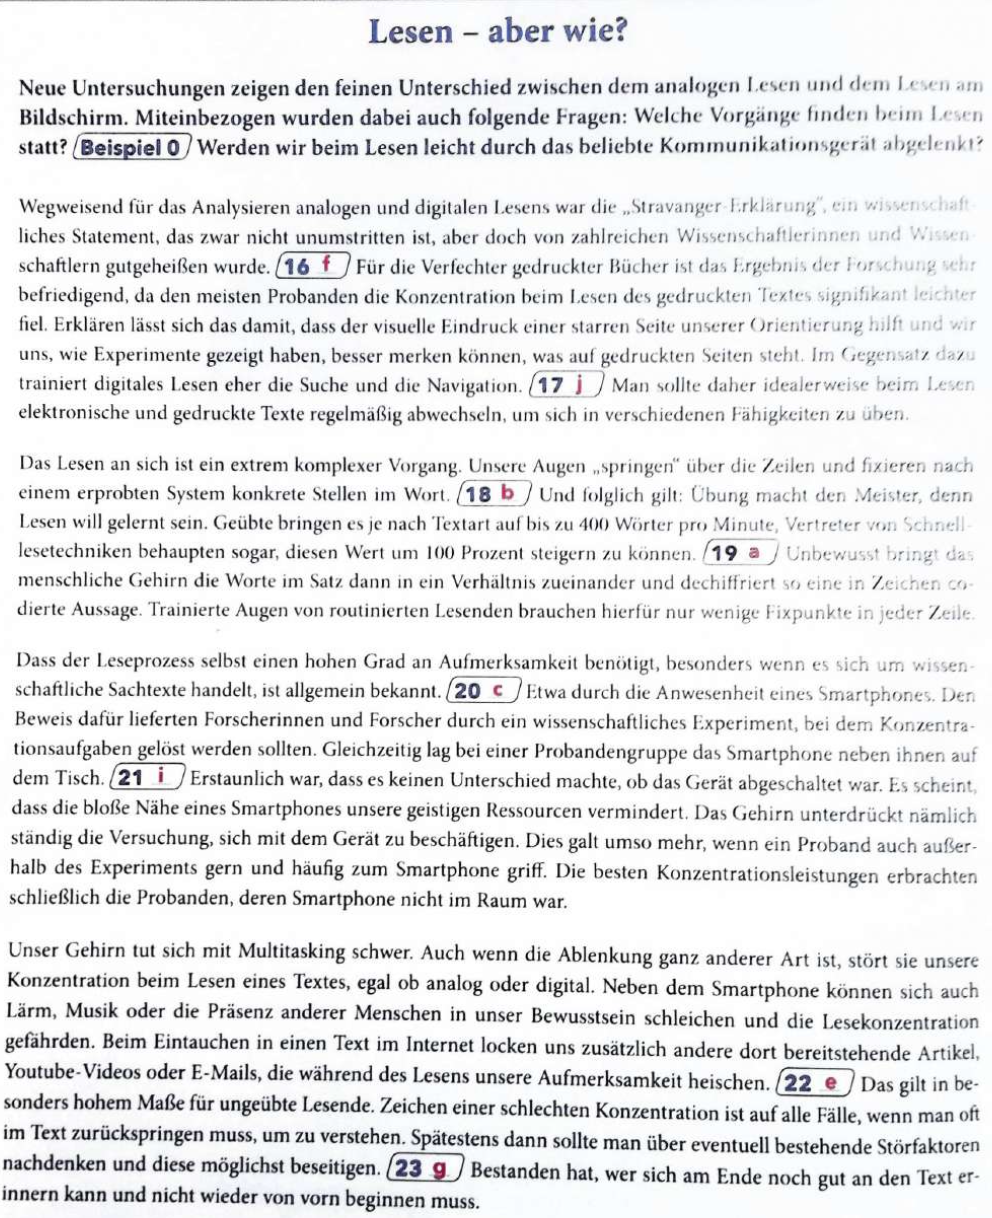 Lesen – aber wie?
Neue Untersuchungen zeigen den feinen Unterschied zwischen dem analogen Lesen und dem Lesen am
Bildschirm. Miteinbezogen wurden dabei auch folgende Fragen: Welche Vorgänge finden beim Lesen
statt? Beispiel 0 Werden wir beim Lesen leicht durch das beliebte Kommunikationsgerät abgelenkt?
Wegweisend für das Analysieren analogen und digitalen Lesens war die „Stravanger-Erklärung“, ein wissenschaft-
liches Statement, das zwar nicht unumstritten ist, aber doch von zahlreichen Wissenschaftlerinnen und Wissen-
schaftlern gutgeheißen wurde. 16 f Für die Verfechter gedruckter Bücher ist das Ergebnis der Forschung sehr
befriedigend, da den meisten Probanden die Konzentration beim Lesen des gedruckten Textes signifikant leichter
fiel. Erklären lässt sich das damit, dass der visuelle Eindruck einer starren Seite unserer Orientierung hilft und wir
uns, wie Experimente gezeigt haben, besser merken können, was auf gedruckten Seiten steht. Im Gegensatz dazu
trainiert digitales Lesen eher die Suche und die Navigation. 17 j Man sollte daher idealerweise beim Lesen
elektronische und gedruckte Texte regelmäßig abwechseln, um sich in verschiedenen Fähigkeiten zu üben.
Das Lesen an sich ist ein extrem komplexer Vorgang. Unsere Augen „springen“ über die Zeilen und fixieren nach
einem erprobten System konkrete Stellen im Wort. 18 b Und folglich gilt: Übung macht den Meister, denn
Lesen will gelernt sein. Geübte bringen es je nach Textart auf bis zu 400 Wörter pro Minute, Vertreter von Schnell-
lesetechniken behaupten sogar, diesen Wert um 100 Prozent steigern zu können. 19 a Unbewusst bringt das
menschliche Gehirn die Worte im Satz dann in ein Verhältnis zueinander und dechiffriert so eine in Zeichen co-
dierte Aussage. Trainierte Augen von routinierten Lesenden brauchen hierfür nur wenige Fixpunkte in jeder Zeile.
Dass der Leseprozess selbst einen hohen Grad an Aufmerksamkeit benötigt, besonders wenn es sich um wissen-
schaftliche Sachtexte handelt, ist allgemein bekannt. 20 c Etwa durch die Anwesenheit eines Smartphones. Den
Beweis dafür lieferten Forscherinnen und Forscher durch ein wissenschaftliches Experiment, bei dem Konzentra-
tionsaufgaben gelöst werden sollten. Gleichzeitig lag bei einer Probandengruppe das Smartphone neben ihnen auf
dem Tisch. 21 i Erstaunlich war, dass es keinen Unterschied machte, ob das Gerät abgeschaltet war. Es scheint,
dass die bloße Nähe eines Smartphones unsere geistigen Ressourcen vermindert. Das Gehirn unterdrückt nämlich
ständig die Versuchung, sich mit dem Gerät zu beschäftigen. Dies galt umso mehr, wenn ein Proband auch außer-
halb des Experiments gern und häufig zum Smartphone griff. Die besten Konzentrationsleistungen erbrachten
schließlich die Probanden, deren Smartphone nicht im Raum war.
Unser Gehirn tut sich mit Multitasking schwer. Auch wenn die Ablenkung ganz anderer Art ist, stört sie unsere
Konzentration beim Lesen eines Textes, egal ob analog oder digital. Neben dem Smartphone können sich auch
Lärm, Musik oder die Präsenz anderer Menschen in unser Bewusstsein schleichen und die Lesekonzentration
gefährden. Beim Eintauchen in einen Text im Internet locken uns zusätzlich andere dort bereitstehende Artikel,
Youtube-Videos oder E-Mails, die während des Lesens unsere Aufmerksamkeit heischen. 22 e Das gilt in be-
sonders hohem Maße für ungeübte Lesende. Zeichen einer schlechten Konzentration ist auf alle Fälle, wenn man oft
im Text zurückspringen muss, um zu verstehen. Spätestens dann sollte man über eventuell bestehende Störfaktoren
nachdenken und diese möglichst beseitigen. 23 g Bestanden hat, wer sich am Ende noch gut an den Text er-
innern kann und nicht wieder von vorn beginnen muss.